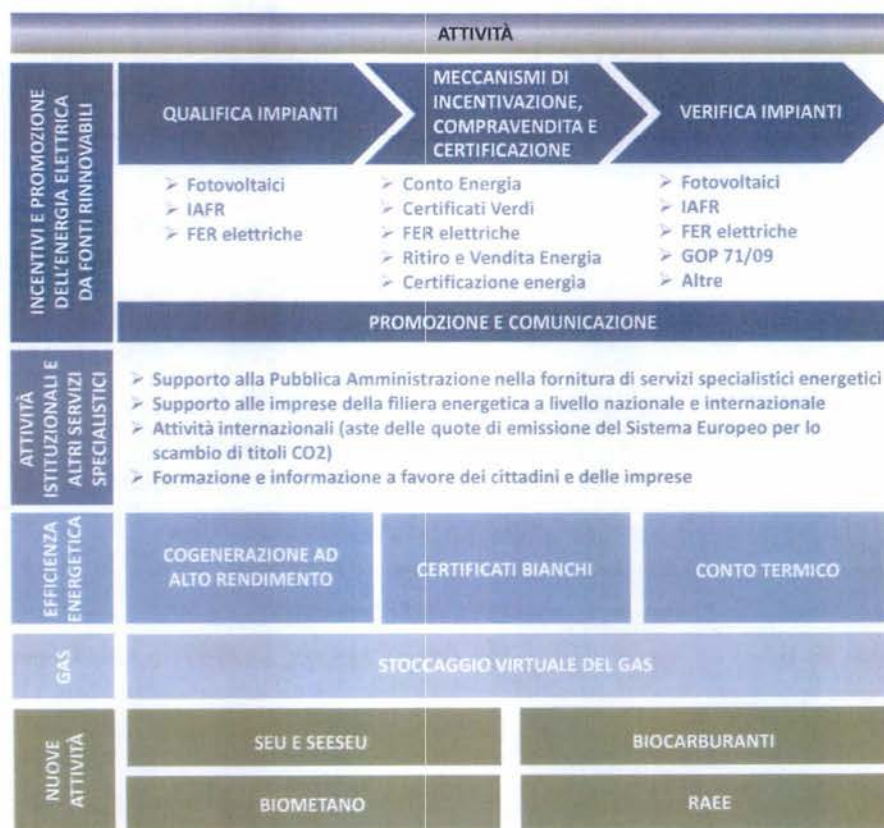 ATTIVITÀ
INCENTIVI E PROMOZIONE
DELL'ENERGIA ELETTRICA
DA FONTI RINNOVABILI
QUALIFICA IMPIANTI
MECCANISMI DI
INCENTIVAZIONE,
COMPRAVENDITA E
CERTIFICAZIONE
VERIFICA IMPIANTI
➢ Fotovoltaici
➢ IAFR
➢ FER elettriche
➢ Conto Energia
➢ Certificati Verdi
➢ FER elettriche
➢ Ritiro e Vendita Energia
➢ Certificazione energia
➢ Fotovoltaici
➢ IAFR
➢ FER elettriche
➢ GOP 71/09
➢ Altre
PROMOZIONE E COMUNICAZIONE
ATTIVITÀ
ISTITUZIONALI E
ALTRI SERVIZI
SPECIALISTICI
➢ Supporto alla Pubblica Amministrazione nella fornitura di servizi specialistici energetici
➢ Supporto alle imprese della filiera energetica a livello nazionale e internazionale
➢ Attività internazionali (aste delle quote di emissione del Sistema Europeo per lo
scambio di titoli CO2)
➢ Formazione e informazione a favore dei cittadini e delle imprese
EFFICIENZA
ENERGETICA
COGENERAZIONE AD
ALTO RENDIMENTO
CERTIFICATI BIANCHI
CONTO TERMICO
GAS
STOCCAGGIO VIRTUALE DEL GAS
NUOVE
ATTIVITÀ
SEU E SEESEU
BIOCARBURANTI
BIOMETANO
RAEE